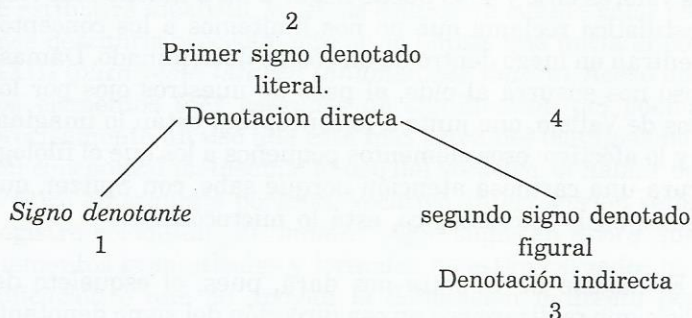 2
Primer signo denotado
literal.
Denotacion directa
4
Signo denotante
1
segundo signo denotado
figural
Denotación indirecta
3